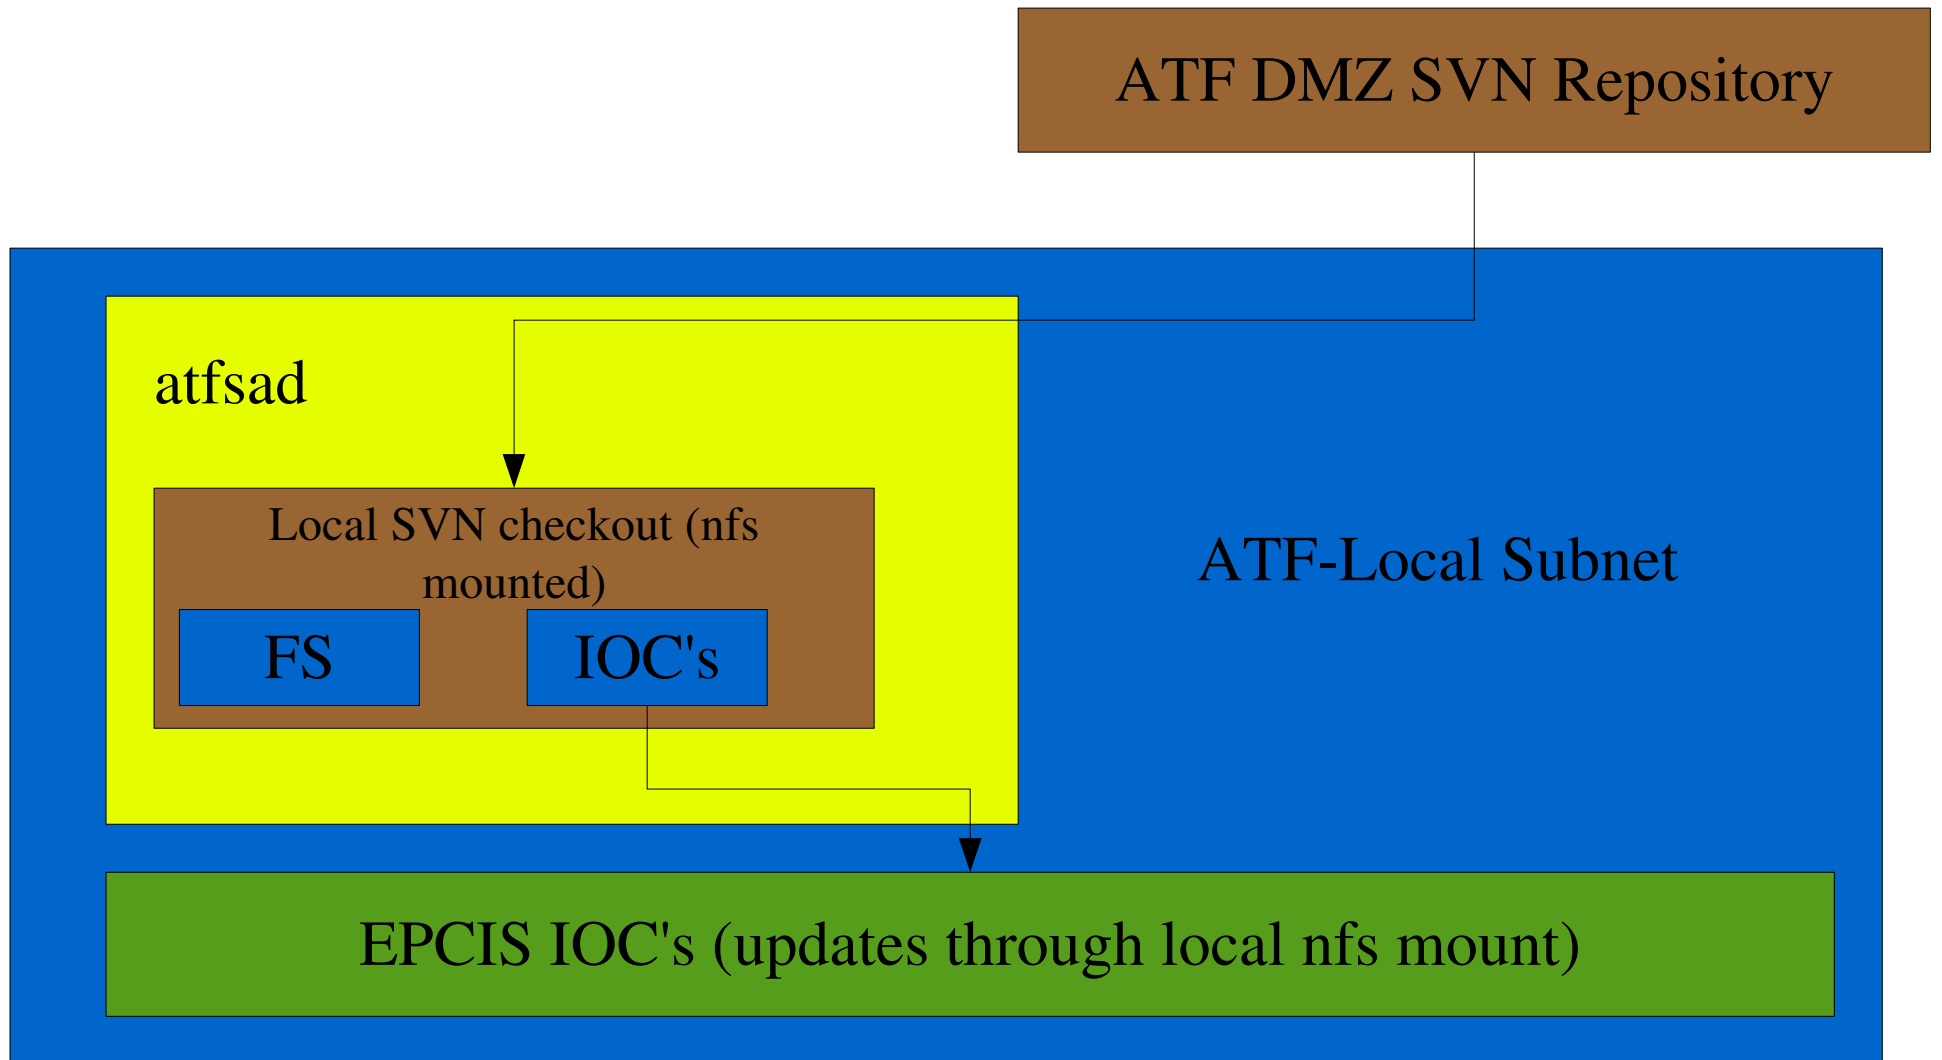 ATF DMZ SVN Repository
atfsad
Local SVN checkout (nfs
mounted)
FS
IOC's
ATF-Local Subnet
EPCIS IOC's (updates through local nfs mount)